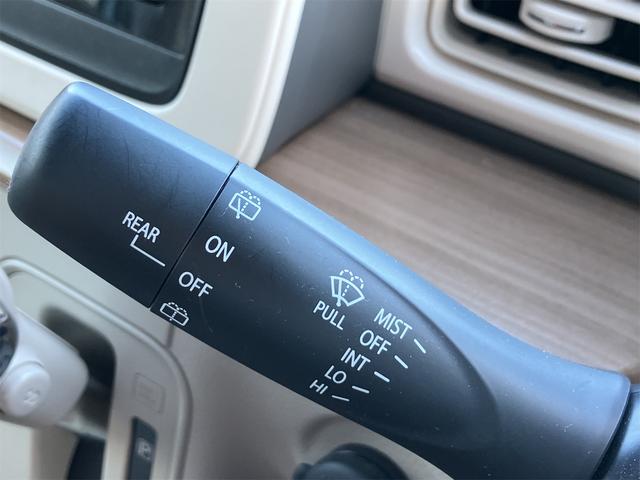 REAR
ON
OFF
PULL
MIST
OFF
INT
LO
HI